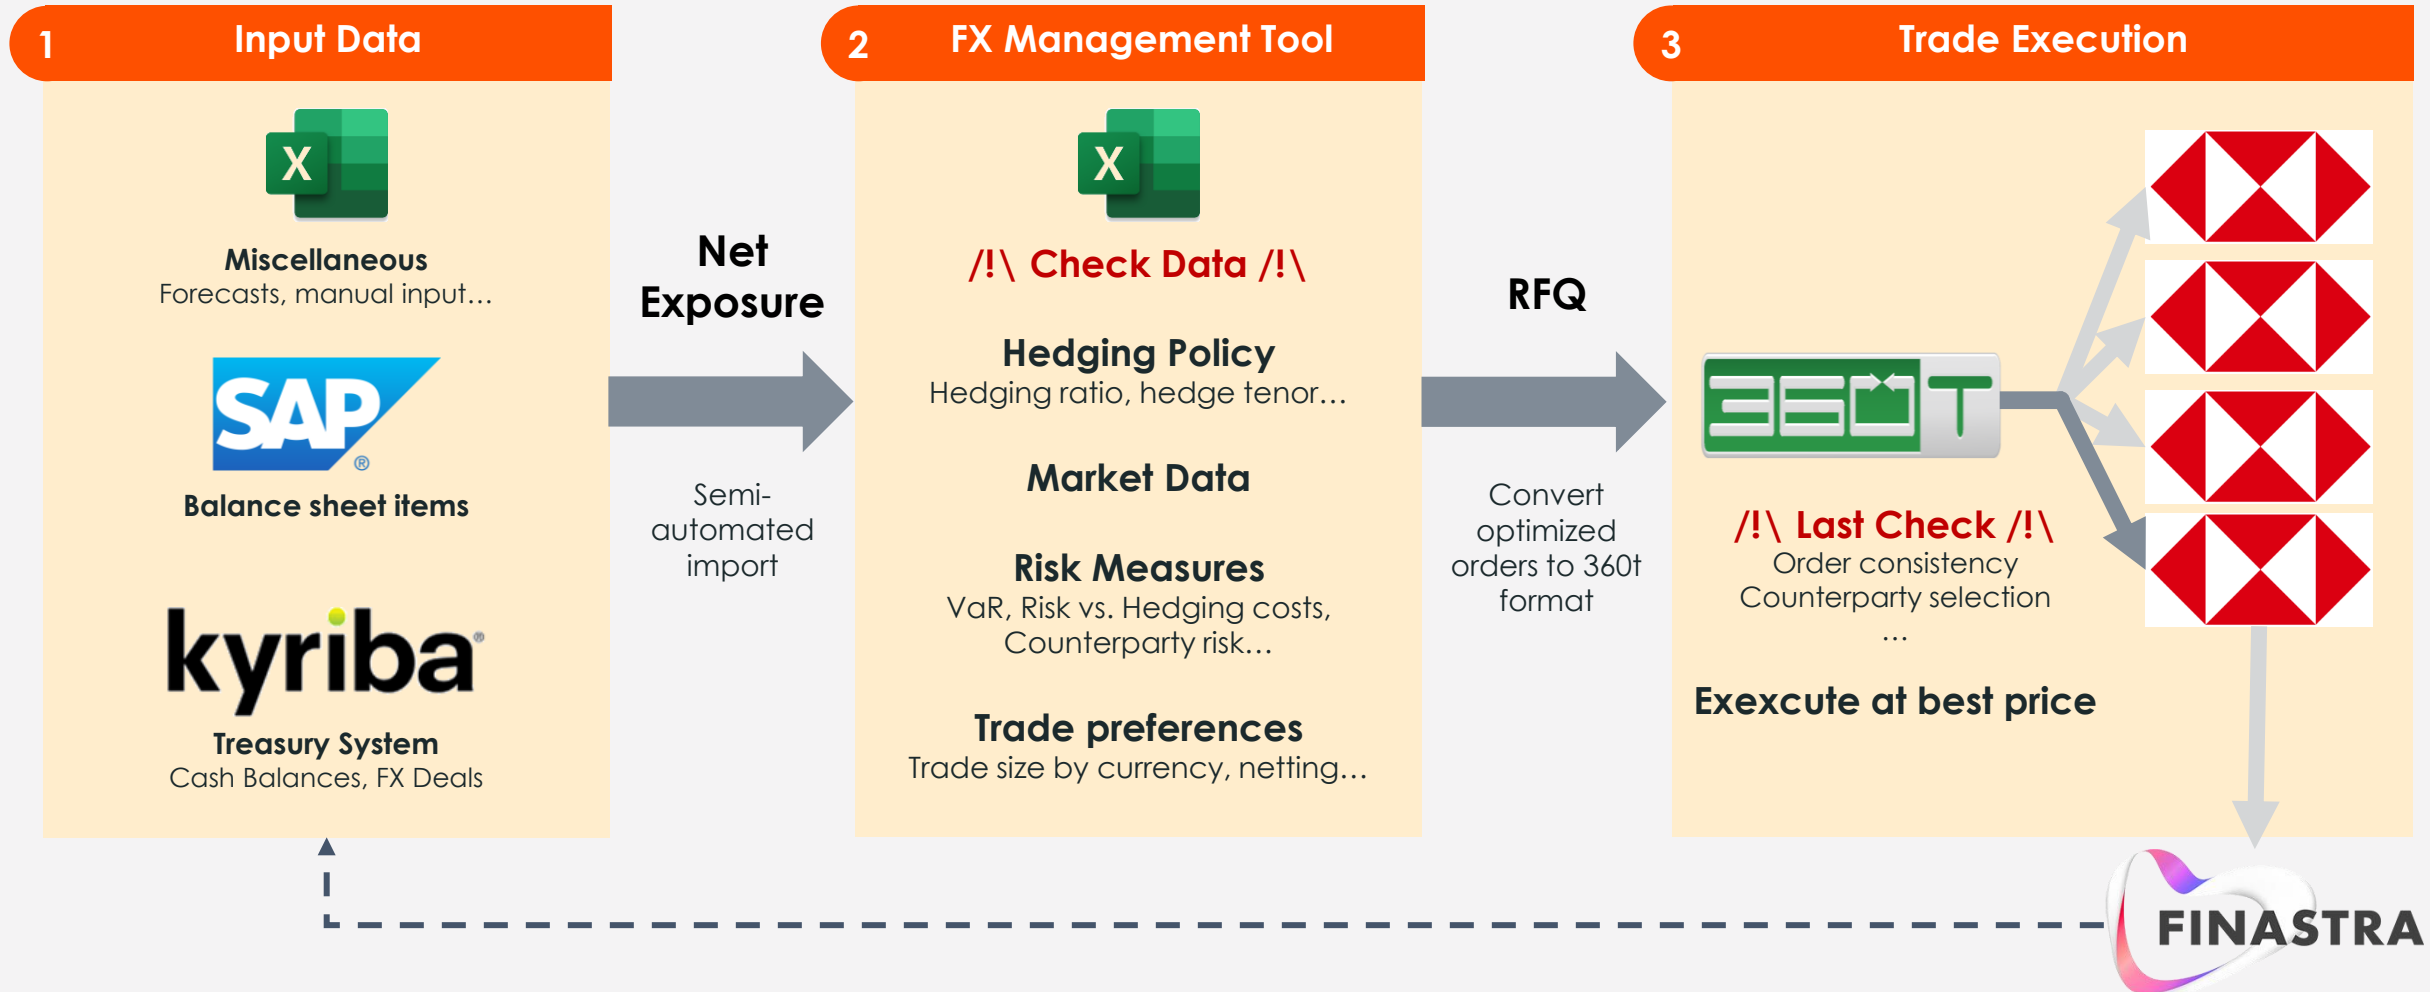 1
Input Data
X
Miscellaneous
Forecasts, manual input...
SAP
®
Balance sheet items
kyriba®
Treasury System
Cash Balances, FX Deals
Net
Exposure
Semi-
automated
import
2
FX Management Tool
X
/!\ Check Data /!\
Hedging Policy
Hedging ratio, hedge tenor...
Market Data
Risk Measures
VaR, Risk vs. Hedging costs,
Counterparty risk...
Trade preferences
Trade size by currency, netting...
RFQ
Convert
optimized
orders to 360t
format
3
Trade Execution
360T
/!\ Last Check /!\
Order consistency
Counterparty selection
...
Exexcute at best price
FINASTRA